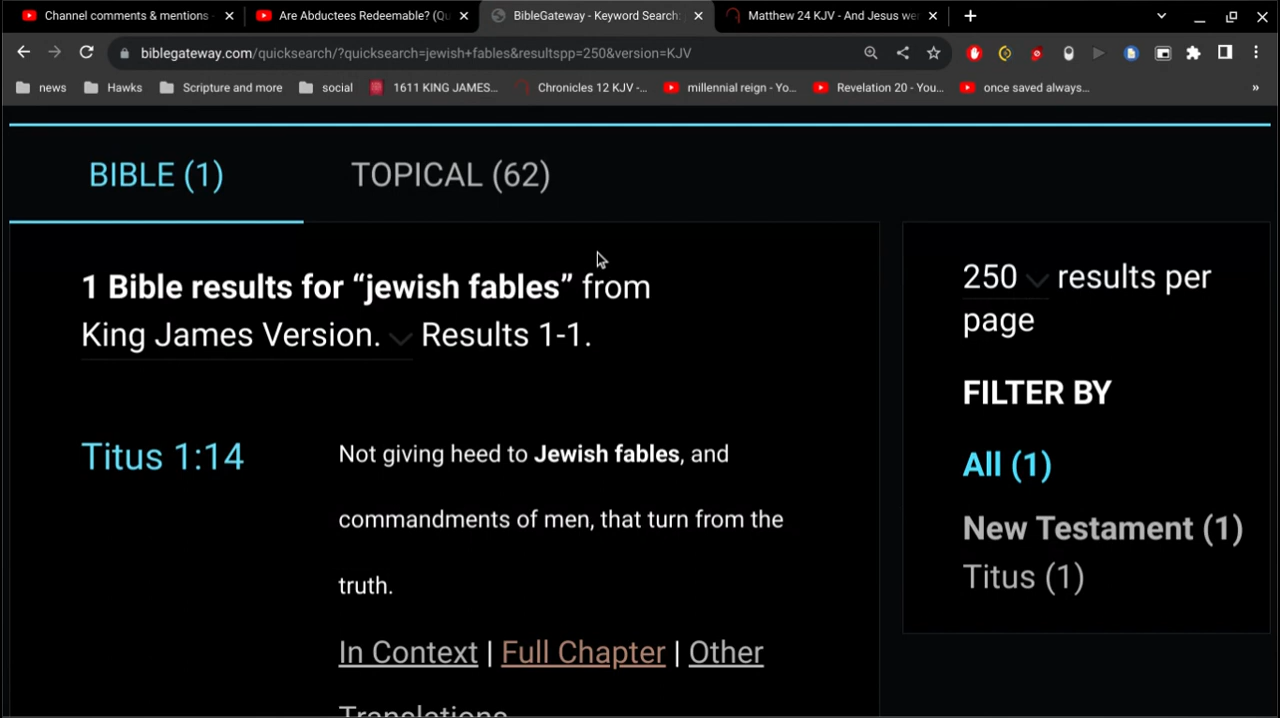 Channel comments & mentions -
Are Abductees Redeemable? (Qu
BibleGateway - Keyword Search:
Matthew 24 KJV - And Jesus wer
biblegateway.com/quicksearch/?quicksearch=jewish+fables&resultspp=250&version=KJV
news
Hawks
Scripture and more
social
1611 KING JAMES...
Chronicles 12 KJV -...
millennial reign - Yo...
Revelation 20 - You...
once saved always...
»
BIBLE (1)
TOPICAL (62)
1 Bible results for “jewish fables” from
King James Version. Results 1-1.
Titus 1:14
Not giving heed to Jewish fables, and
commandments of men, that turn from the
truth.
In Context | Full Chapter | Other
Translations
250 results per
page
FILTER BY
All (1)
New Testament (1)
Titus (1)